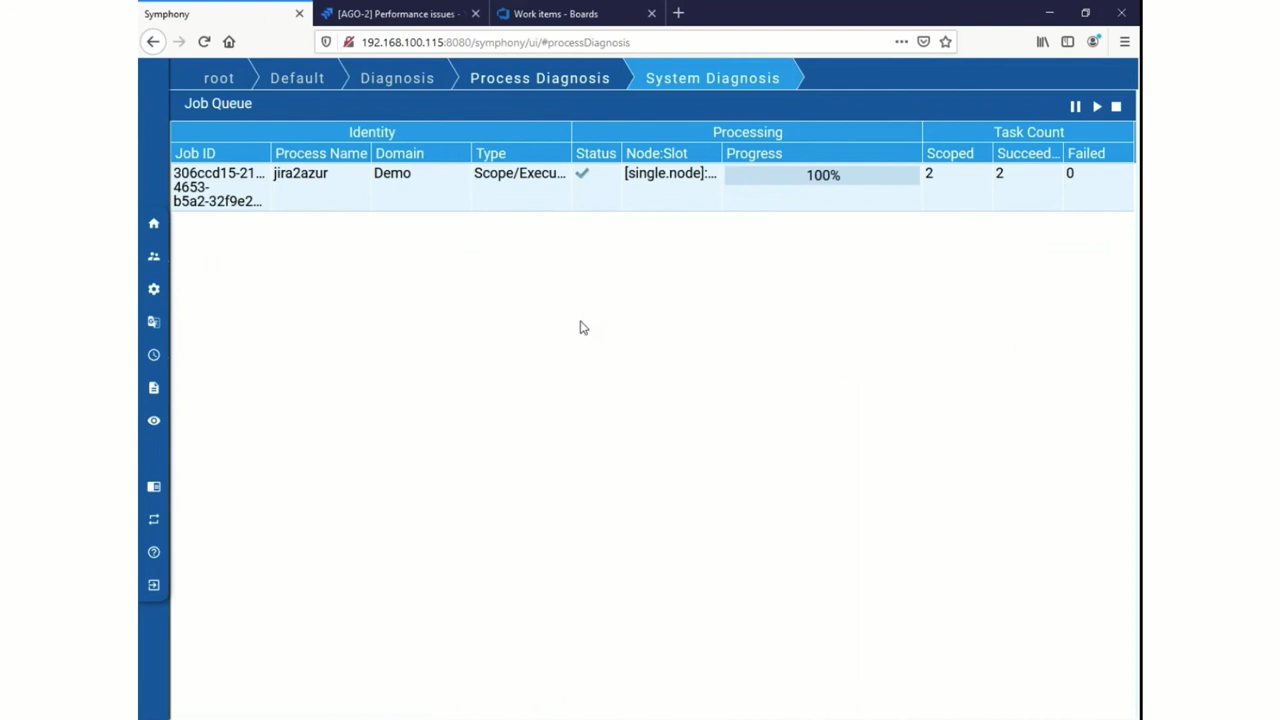 Symphony
[AGO-2] Performance issues -
Work items - Boards
192.168.100.115:8080/symphony/ui/#processDiagnosis
root
Default
Diagnosis
Process Diagnosis
System Diagnosis
Job Queue
Identity Processing Task Count
Job ID Process Name Domain Type Status Node:Slot Progress Scoped Succeed... Failed
306ccd15-21... jira2azur Demo Scope/Execu... [single.node]:... 100% 2 2 0
4653-
b5a2-32f9e2...